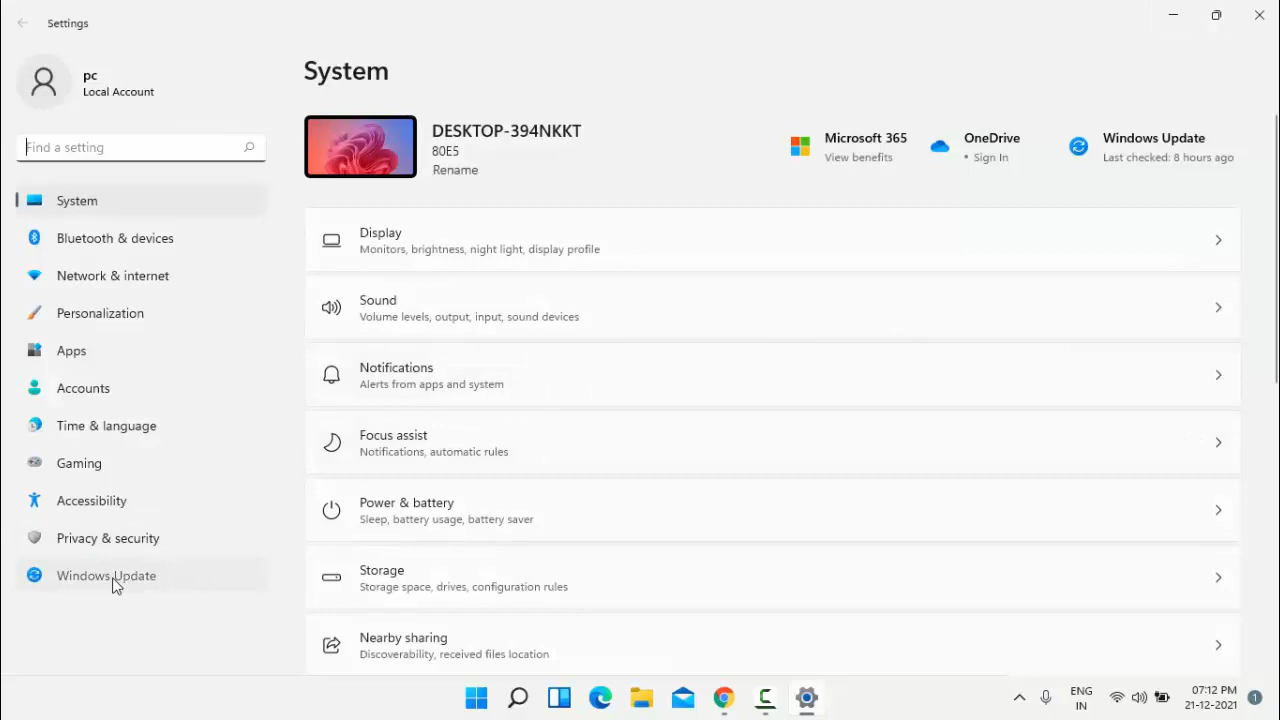 Settings
pc
Local Account
Find a setting
System
Bluetooth & devices
Network & internet
Personalization
Apps
Accounts
Time & language
Gaming
Accessibility
Privacy & security
Windows Update
System
DESKTOP-394NKKT
80E5
Rename
Microsoft 365
View benefits
OneDrive
• Sign In
Windows Update
Last checked: 8 hours ago
Display
Monitors, brightness, night light, display profile
Sound
Volume levels, output, input, sound devices
Notifications
Alerts from apps and system
Focus assist
Notifications, automatic rules
Power & battery
Sleep, battery usage, battery saver
Storage
Storage space, drives, configuration rules
Nearby sharing
Discoverability, received files location
ENG
IN
07:12 PM
21-12-2021
1